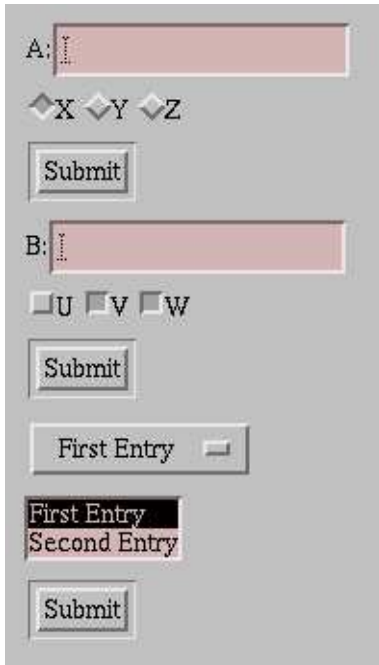 A:
X Y Z
Submit
B:
U V W
Submit
First Entry
First Entry
Second Entry
Submit